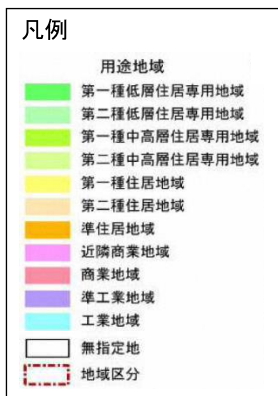 凡例
用途地域
第一種低層住居専用地域
第二種低層住居専用地域
第一種中高層住居専用地域
第二種中高層住居専用地域
第一種住居地域
第二種住居地域
準住居地域
近隣商業地域
商業地域
準工業地域
工業地域
無指定地
地域区分